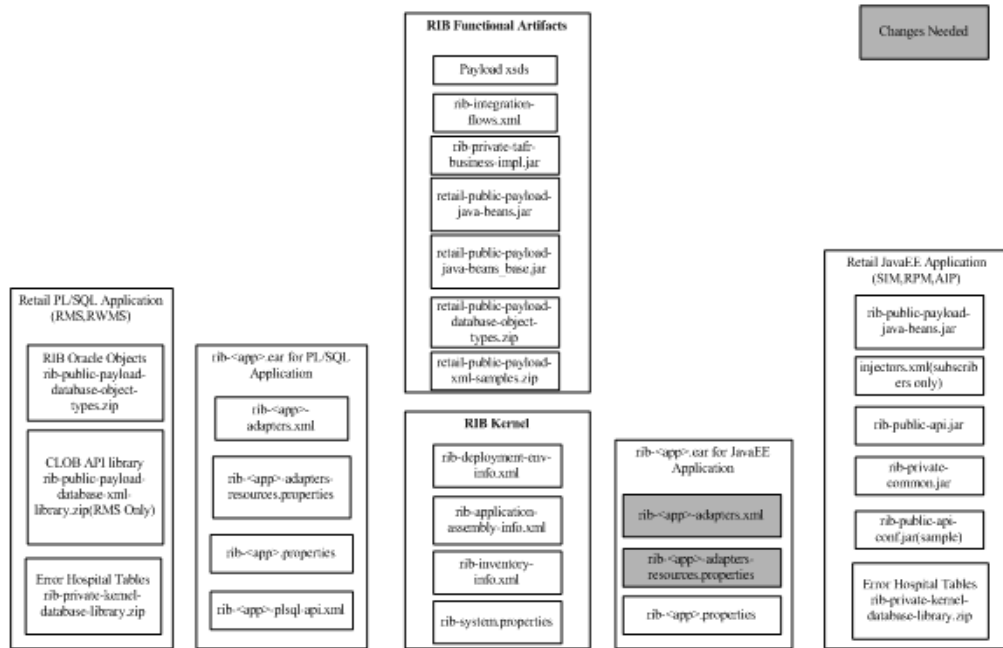 RIB Functional Artifacts
Payload xsds
rib-integration-
flows.xml
rib-private-tafr-
business-impl.jar
retail-public-payload-
java-beans.jar
retail-public-payload-
java-beans_base.jar
retail-public-payload-
database-object-
types.zip
retail-public-payload-
xml-samples.zip
Changes Needed
Retail PL/SQL Application
(RMS,RWMS)
RIB Oracle Objects
rib-public-payload-
database-object-
types.zip
CLOB API library
rib-public-payload-
database-xml-
library.zip(RMS Only)
Error Hospital Tables
rib-private-kernel-
database-library.zip
rib-<app>.ear for PL/SQL
Application
rib-<app>-
adapters.xml
rib-<app>-adapters-
resources.properties
rib-<app>.properties
rib-<app>-plsql-api.xml
RIB Kernel
rib-deployment-env-
info.xml
rib-application-
assembly-info.xml
rib-inventory-
info.xml
rib-system.properties
rib-<app>.ear for JavaEE
Application
rib-<app>-adapters.xml
rib-<app>-adapters-
resources.properties
rib-<app>.properties
Retail JavaEE Application
(SIM,RPM,AIP)
rib-public-payload-
java-beans.jar
injectors.xml(subscrib
ers only)
rib-public-api.jar
rib-private-
common.jar
rib-public-api-
conf.jar(sample)
Error Hospital Tables
rib-private-kernel-
database-library.zip